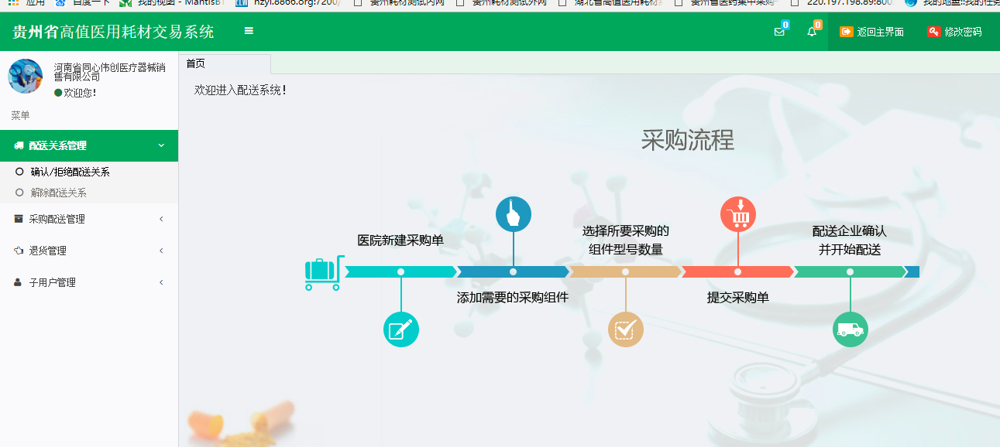 应用
百度一下
我的视图 - MantisBT
hzyl.8866.org:7200/
贵州耗材测试内网
贵州耗材测试外网
湖北省高值医用耗材
贵州省医药集中采购
220.197.198.89:800
我的地盘::我的任务
贵州省高值医用耗材交易系统
0
0
返回主界面
修改密码
河南省同心伟创医疗器械销
售有限公司
欢迎您!
菜单
配送关系管理
确认/拒绝配送关系
解除配送关系
采购配送管理
退货管理
子用户管理
首页
欢迎进入配送系统!
采购流程
医院新建采购单
添加需要的采购组件
选择所要采购的
组件型号数量
提交采购单
配送企业确认
并开始配送